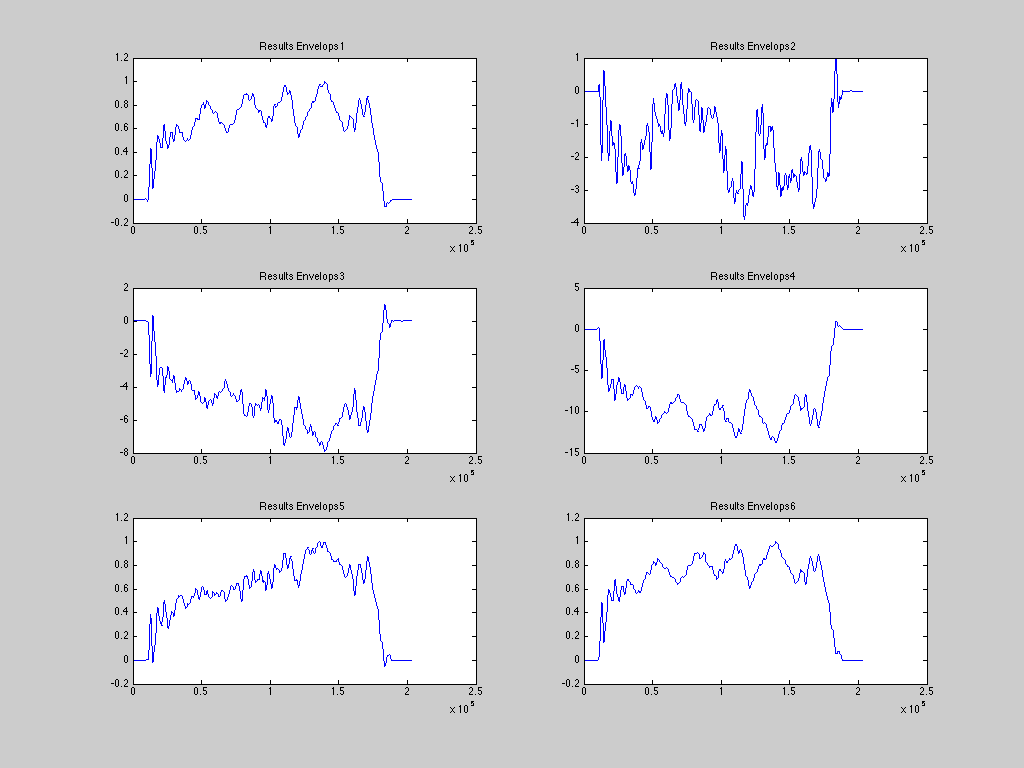 Results Envelops1
1.2
1
0.8
0.6
0.4
0.2
0
-0.2
0 0.5 1 1.5 2 2.5
x 10^5
Results Envelops2
1
0
-1
-2
-3
-4
0 0.5 1 1.5 2 2.5
x 10^5
Results Envelops3
2
0
-2
-4
-6
-8
0 0.5 1 1.5 2 2.5
x 10^5
Results Envelops4
5
0
-5
-10
-15
0 0.5 1 1.5 2 2.5
x 10^5
Results Envelops5
1.2
1
0.8
0.6
0.4
0.2
0
-0.2
0 0.5 1 1.5 2 2.5
x 10^5
Results Envelops6
1.2
1
0.8
0.6
0.4
0.2
0
-0.2
0 0.5 1 1.5 2 2.5
x 10^5